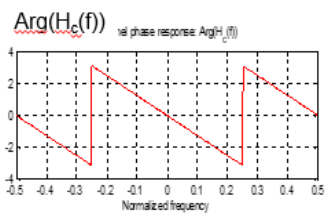 Arg(Hc(f))
nel phase response: Arg(Hc(f))
4
2
0
-2
-4
-0.5 -0.4 -0.3 -0.2 -0.1 0 0.1 0.2 0.3 0.4 0.5
Normalized frequency